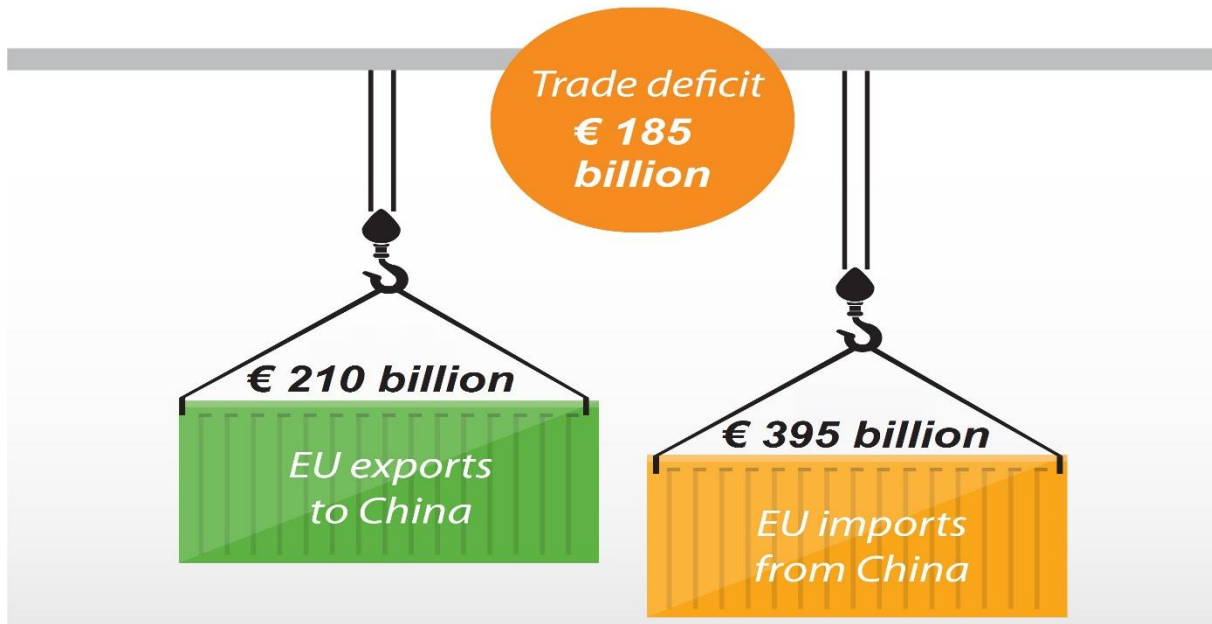 Trade deficit
€ 185
billion
€ 210 billion
EU exports
to China
€ 395 billion
EU imports
from China